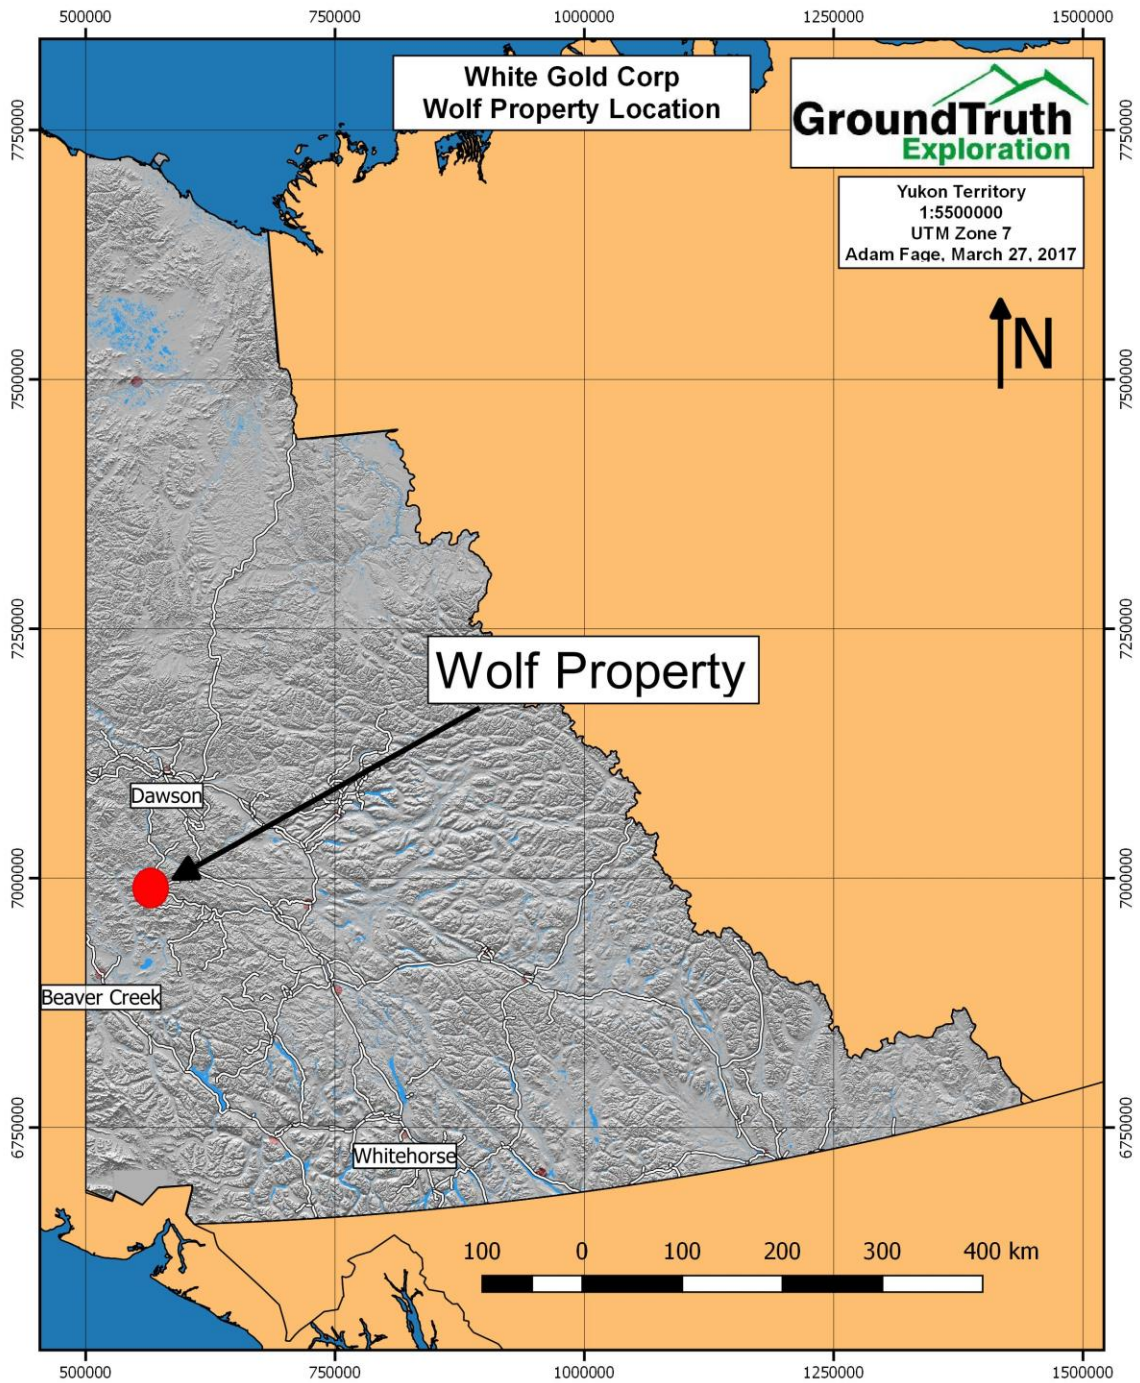 500000 750000 1000000 1250000 1500000
White Gold Corp
Wolf Property Location
GroundTruth
Exploration
Yukon Territory
1:5500000
UTM Zone 7
Adam Fage, March 27, 2017
N
7750000 7750000
7500000 7500000
7250000 7250000
Wolf Property
Dawson
7000000 7000000
Beaver Creek
6750000 6750000
Whitehorse
100 0 100 200 300 400 km
500000 750000 1000000 1250000 1500000